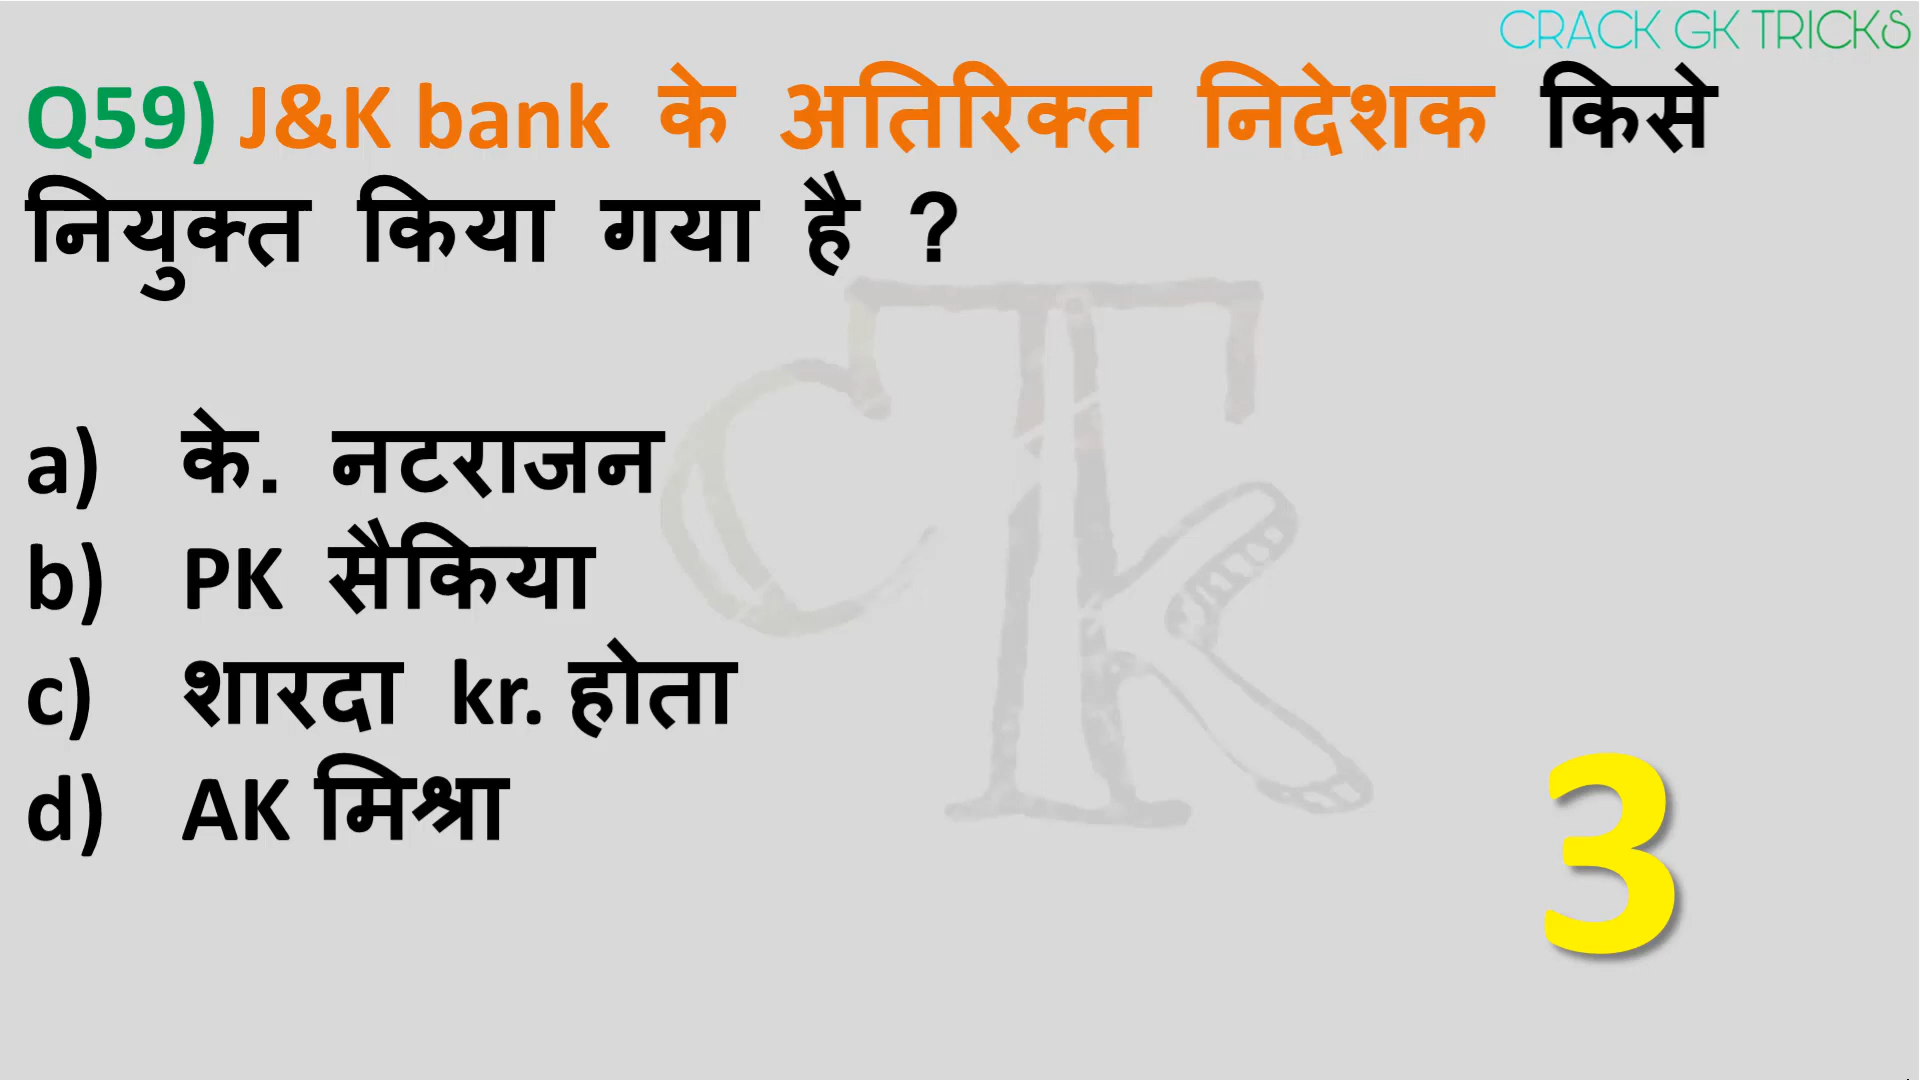 CRACK GK TRICKS
Q59) J&K bank के अतिरिक्त निदेशक किसे
नियुक्त किया गया है ?
a) के. नटराजन
b) PK सैकिया
c) शारदा kr. होता
d) AK मिश्रा
3